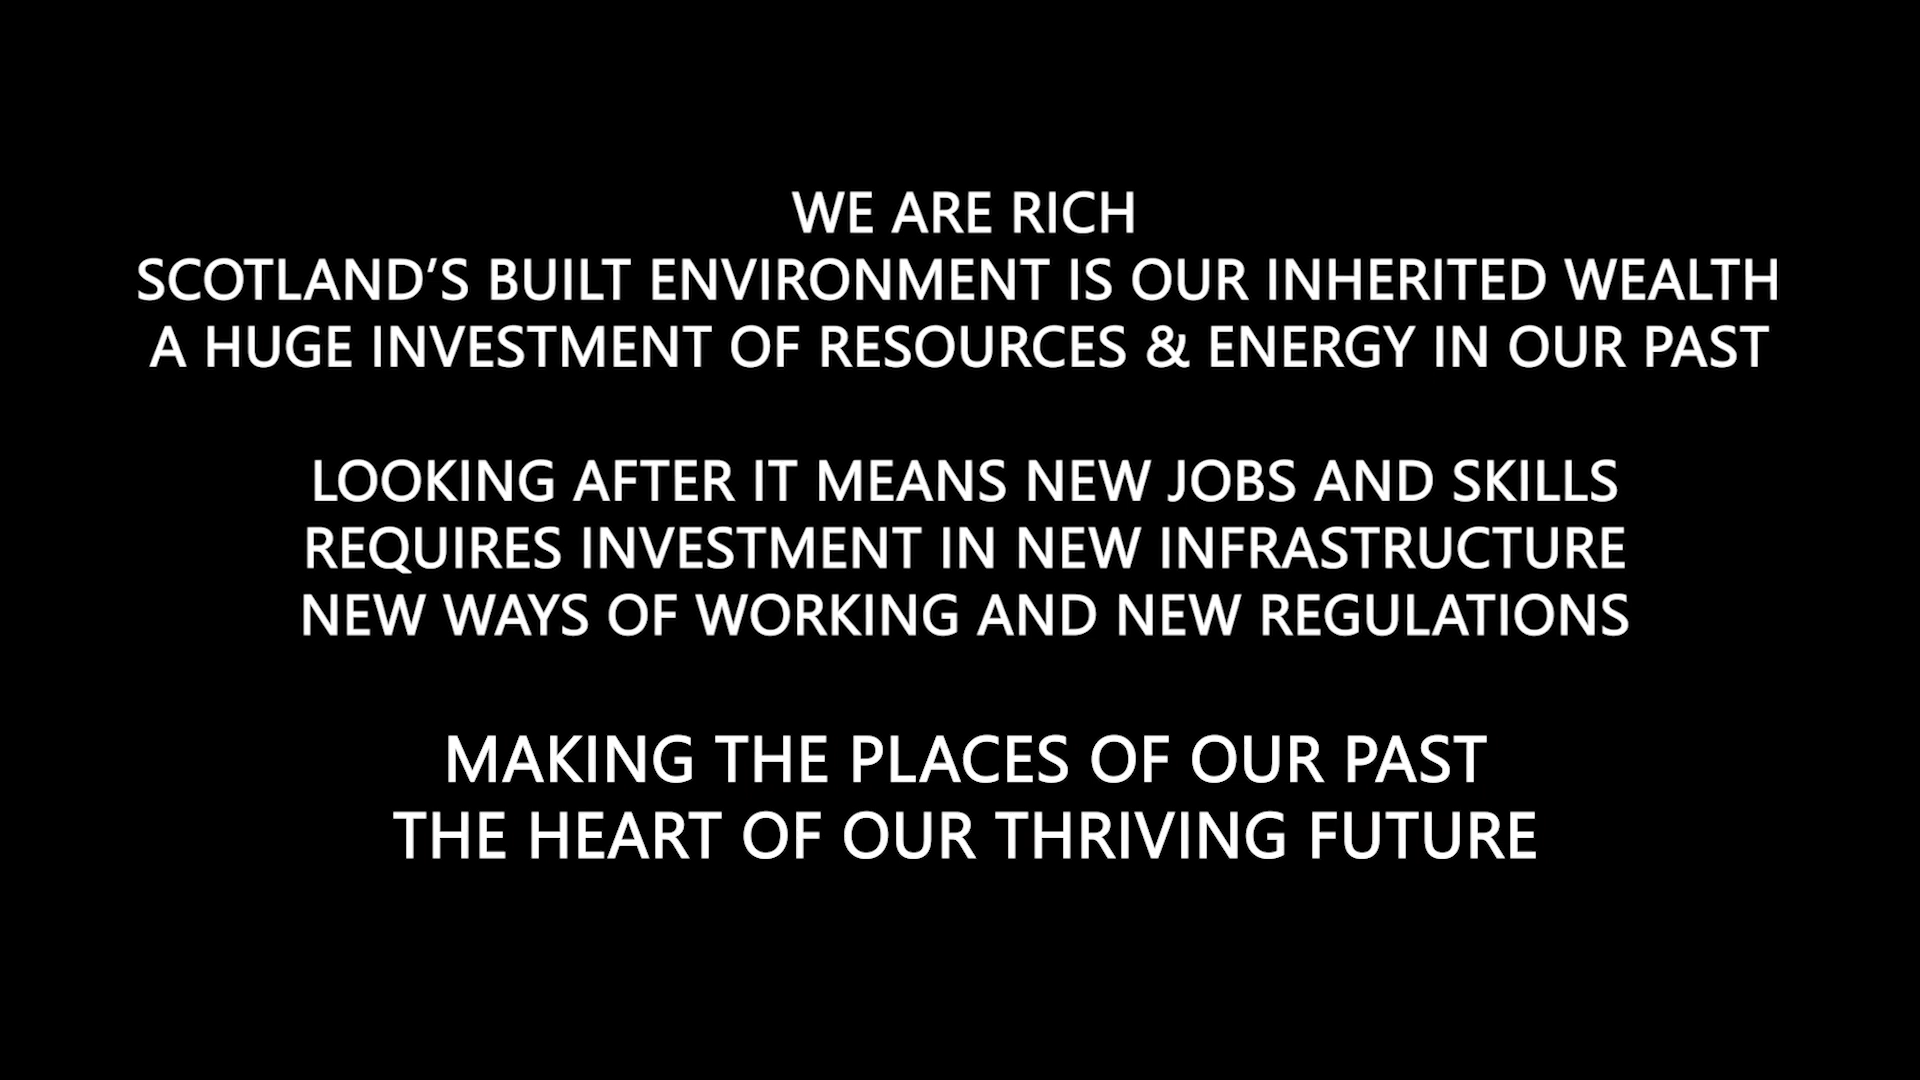 WE ARE RICH
SCOTLAND’S BUILT ENVIRONMENT IS OUR INHERITED WEALTH
A HUGE INVESTMENT OF RESOURCES & ENERGY IN OUR PAST
LOOKING AFTER IT MEANS NEW JOBS AND SKILLS
REQUIRES INVESTMENT IN NEW INFRASTRUCTURE
NEW WAYS OF WORKING AND NEW REGULATIONS
MAKING THE PLACES OF OUR PAST
THE HEART OF OUR THRIVING FUTURE